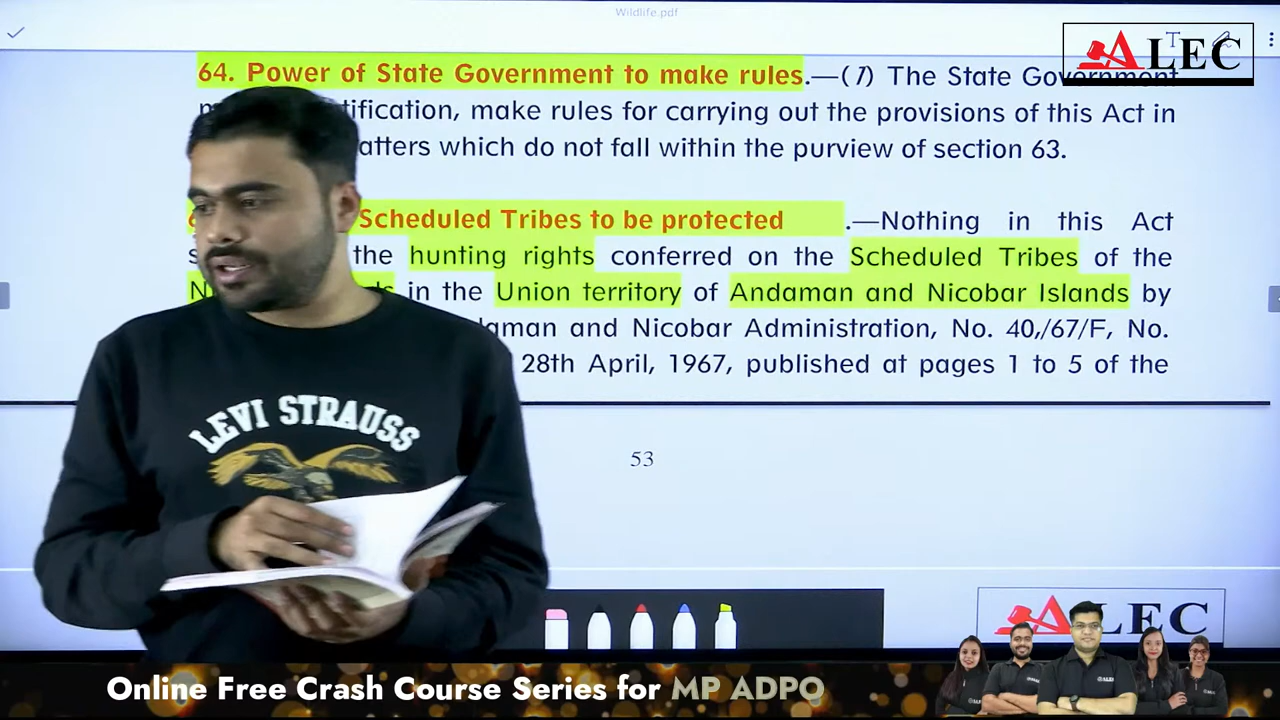 Wildlife.pdf
ALEC
64. Power of State Government to make rules.—(1) The State Government
tification, make rules for carrying out the provisions of this Act in
atters which do not fall within the purview of section 63.
Scheduled Tribes to be protected .—Nothing in this Act
the hunting rights conferred on the Scheduled Tribes of the
in the Union territory of Andaman and Nicobar Islands by
daman and Nicobar Administration, No. 40,/67/F, No.
28th April, 1967, published at pages 1 to 5 of the
53
LEVI STRAUSS
ALEC
Online Free Crash Course Series for MP ADPO